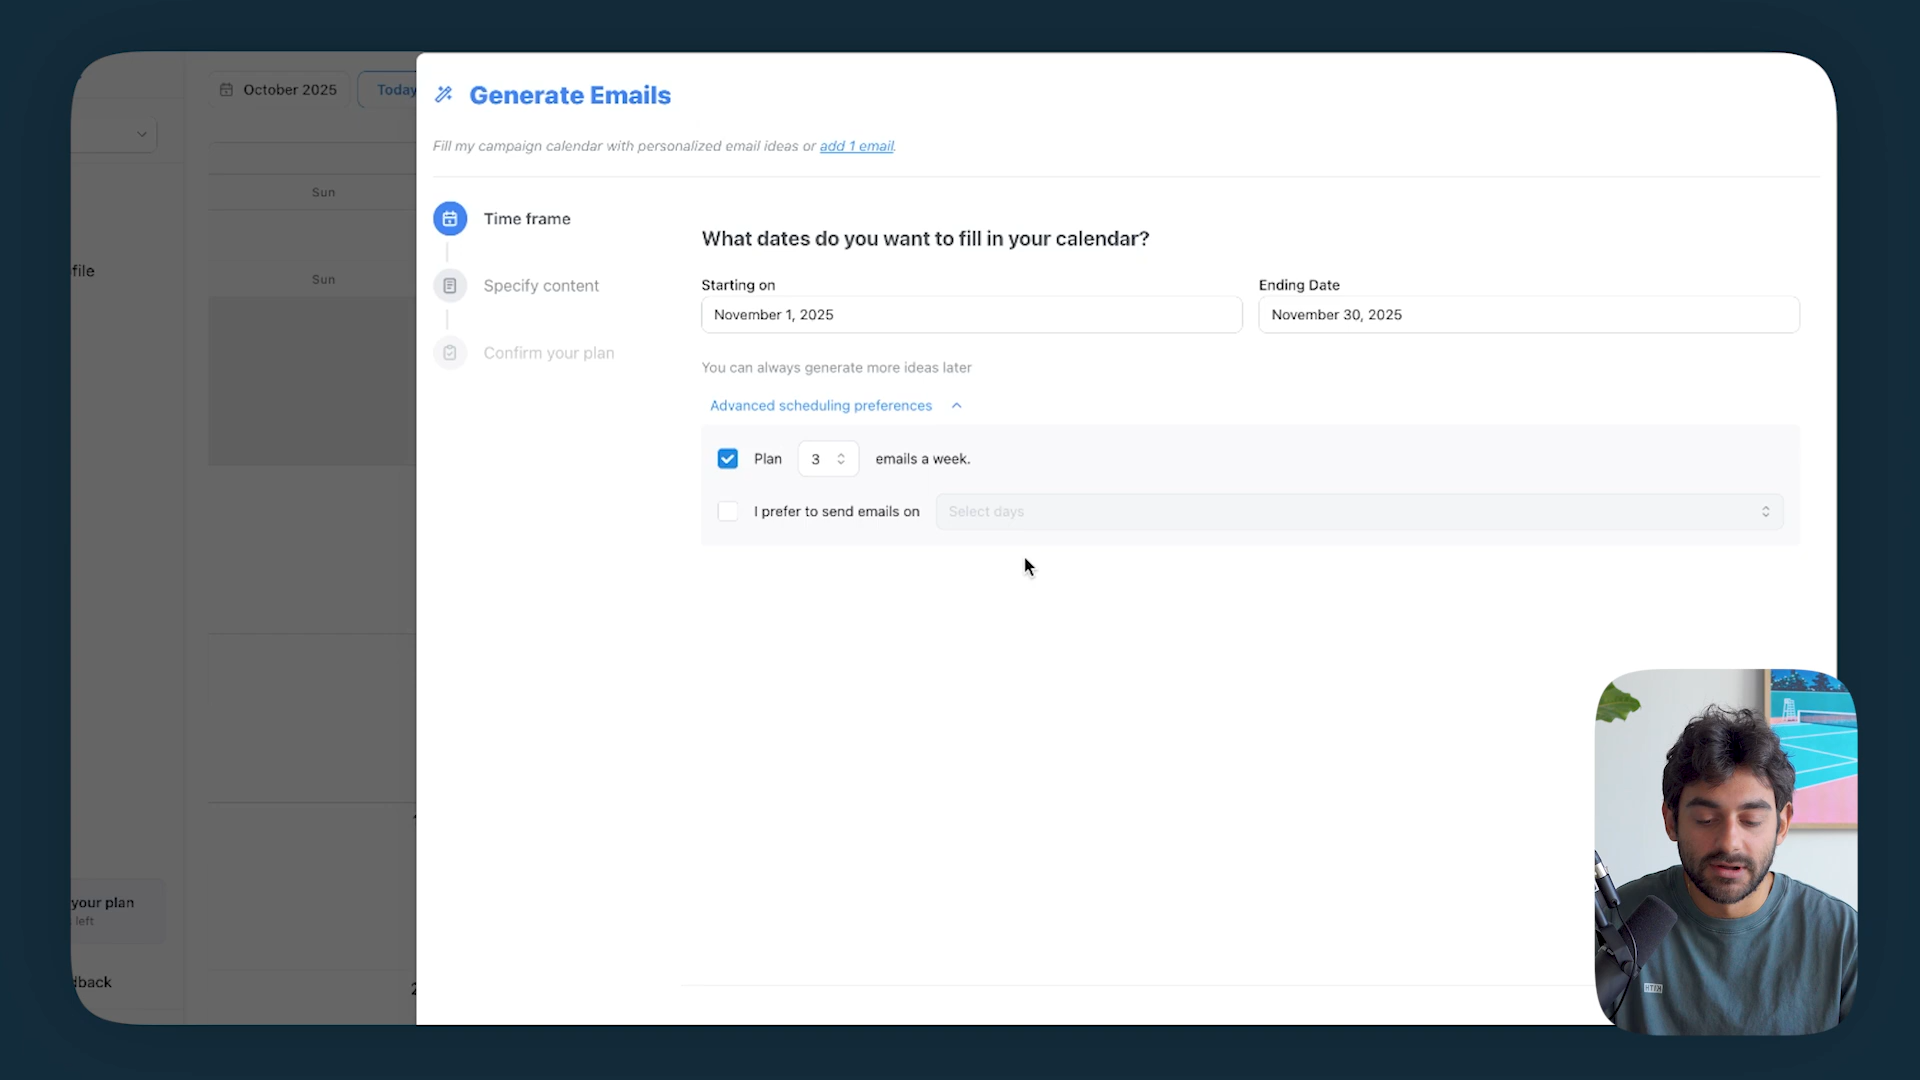 October 2025
Today
Sun
Sun
file
your plan
left
dback
Generate Emails
Fill my campaign calendar with personalized email ideas or add 1 email.
Time frame
Specify content
Confirm your plan
What dates do you want to fill in your calendar?
Starting on
November 1, 2025
Ending Date
November 30, 2025
You can always generate more ideas later
Advanced scheduling preferences
Plan 3 emails a week.
I prefer to send emails on Select days